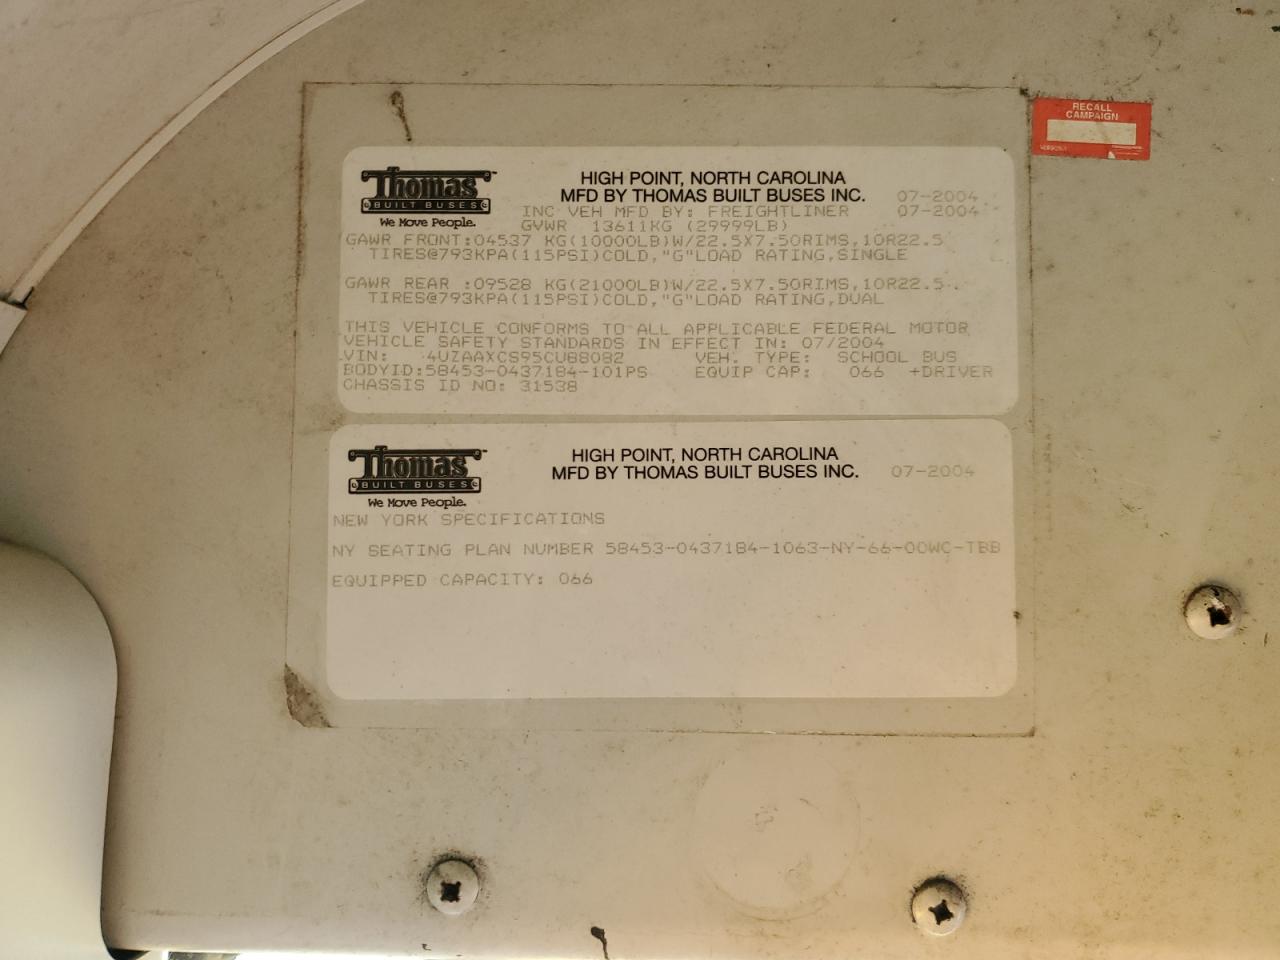 RECALL
CAMPAIGN
Thomas™
BUILT BUSES
We Move People.
HIGH POINT, NORTH CAROLINA
MFD BY THOMAS BUILT BUSES INC. 07-2004
INC VEH MFD BY: FREIGHTLINER 07-2004
GVWR 13611KG (29999LB)
GAWR FRONT:04537 KG(10000LB)W/22.5X7.50RIMS,10R22.5
TIRES@793KPA(115PSI)COLD,"G"LOAD RATING,SINGLE
GAWR REAR :09528 KG(21000LB)W/22.5X7.50RIMS,10R22.5
TIRES@793KPA(115PSI)COLD,"G"LOAD RATING,DUAL
THIS VEHICLE CONFORMS TO ALL APPLICABLE FEDERAL MOTOR
VEHICLE SAFETY STANDARDS IN EFFECT IN: 07/2004
VIN: 4UZAAXCS95CU88082 VEH. TYPE: SCHOOL BUS
BODYID:58453-0437184-101PS EQUIP CAP: 066 +DRIVER
CHASSIS ID NO: 31538
Thomas™
BUILT BUSES
We Move People.
HIGH POINT, NORTH CAROLINA
MFD BY THOMAS BUILT BUSES INC. 07-2004
NEW YORK SPECIFICATIONS
NY SEATING PLAN NUMBER 58453-0437184-1063-NY-66-00WC-TBB
EQUIPPED CAPACITY: 066